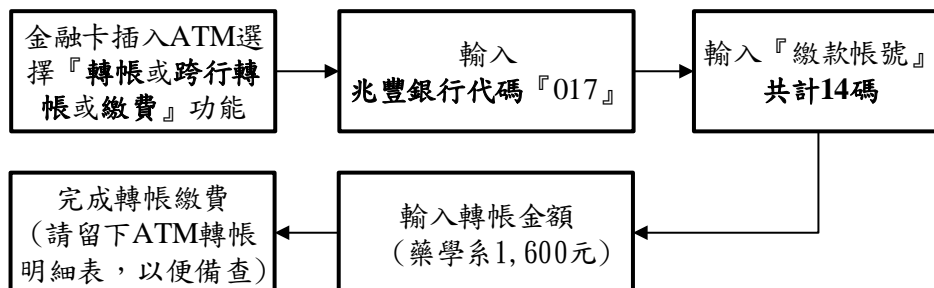 金融卡插入ATM選
擇『轉帳或跨行轉
帳或繳費』功能
輸入
兆豐銀行代碼『017』
輸入『繳款帳號』
共計14碼
輸入轉帳金額
（藥學系1,600元）
完成轉帳繳費
（請留下ATM轉帳
明細表，以便備查）